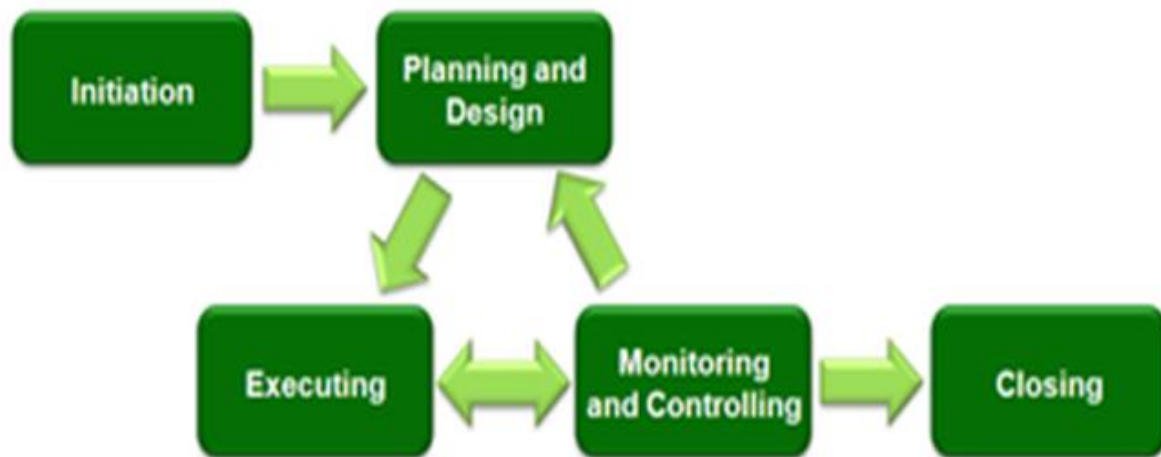 Initiation
Planning and
Design
Executing
Monitoring
and Controlling
Closing